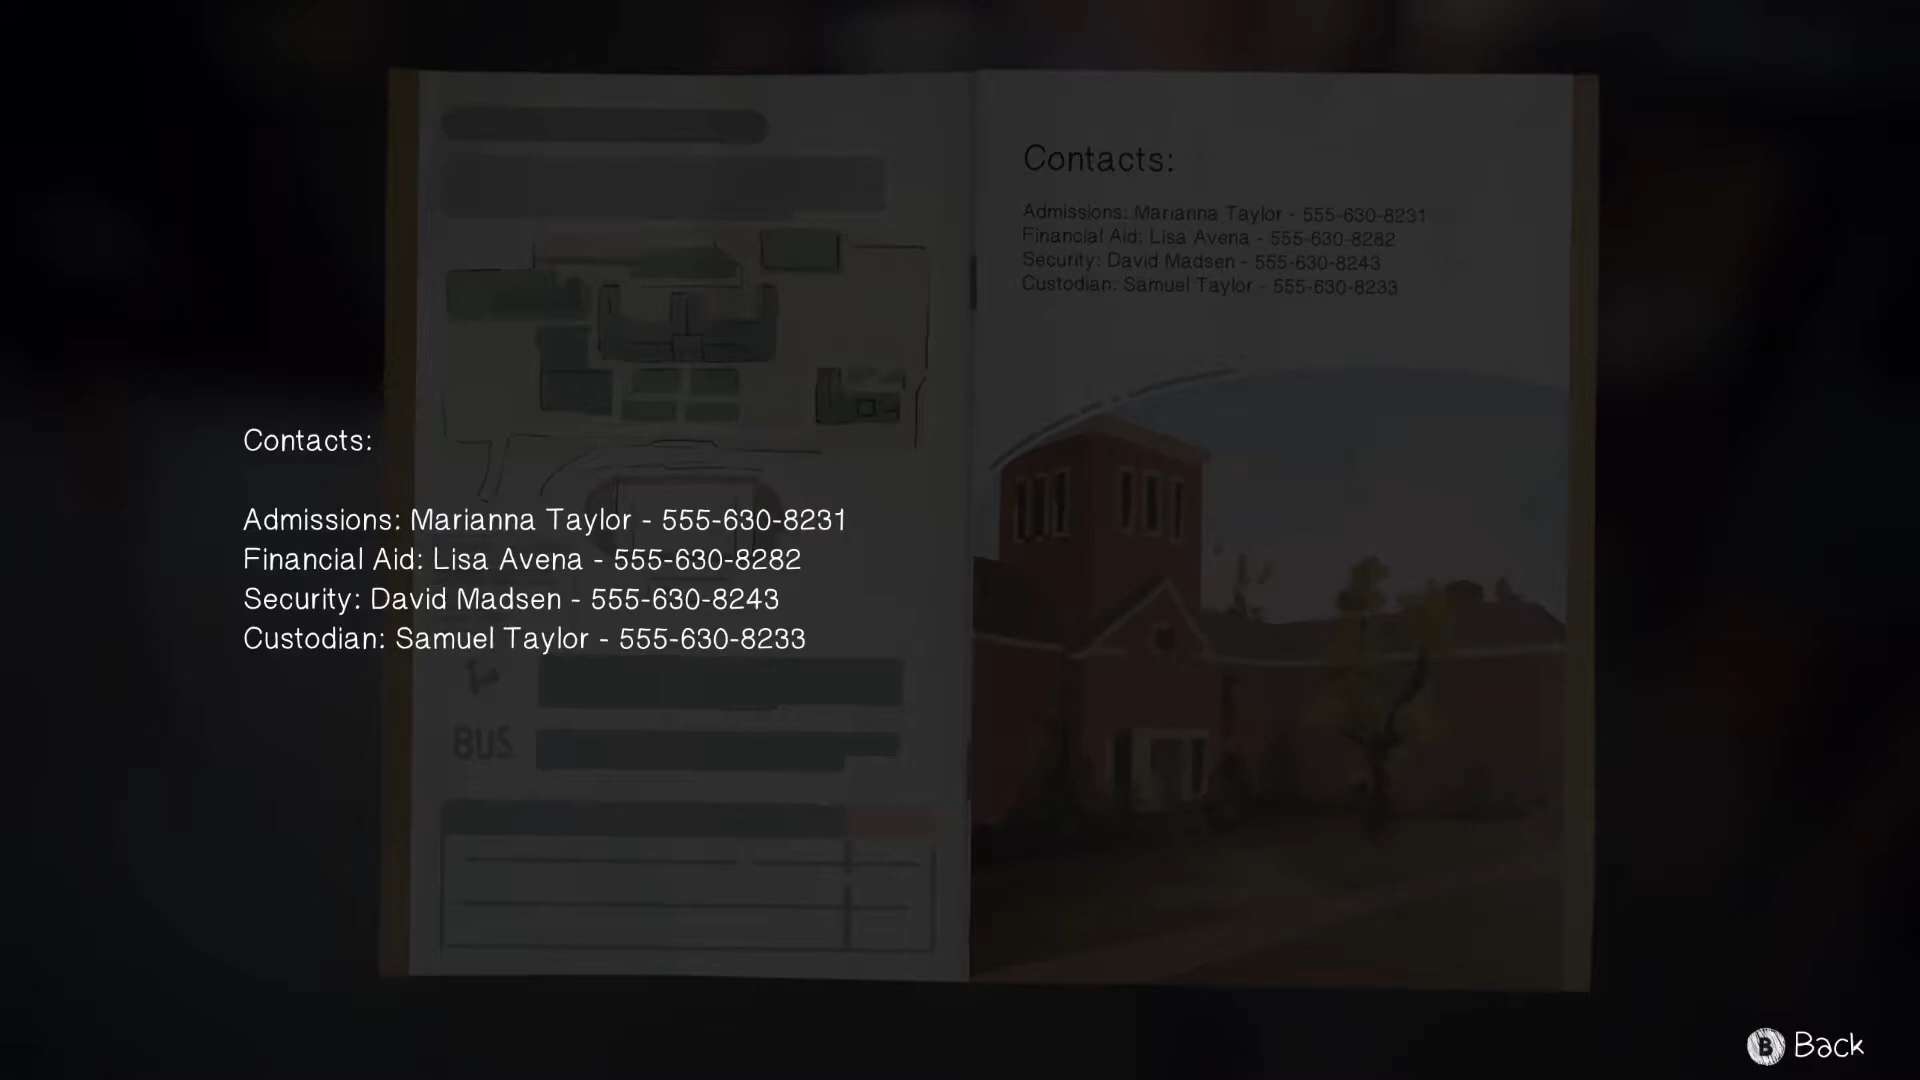 Contacts:
Admissions: Marianna Taylor - 555-630-8231
Financial Aid: Lisa Avena - 555-630-8282
Security: David Madsen - 555-630-8243
Custodian: Samuel Taylor - 555-630-8233
Contacts:
Admissions: Marianna Taylor - 555-630-8231
Financial Aid: Lisa Avena - 555-630-8282
Security: David Madsen - 555-630-8243
Custodian: Samuel Taylor - 555-630-8233
BUS
B Back